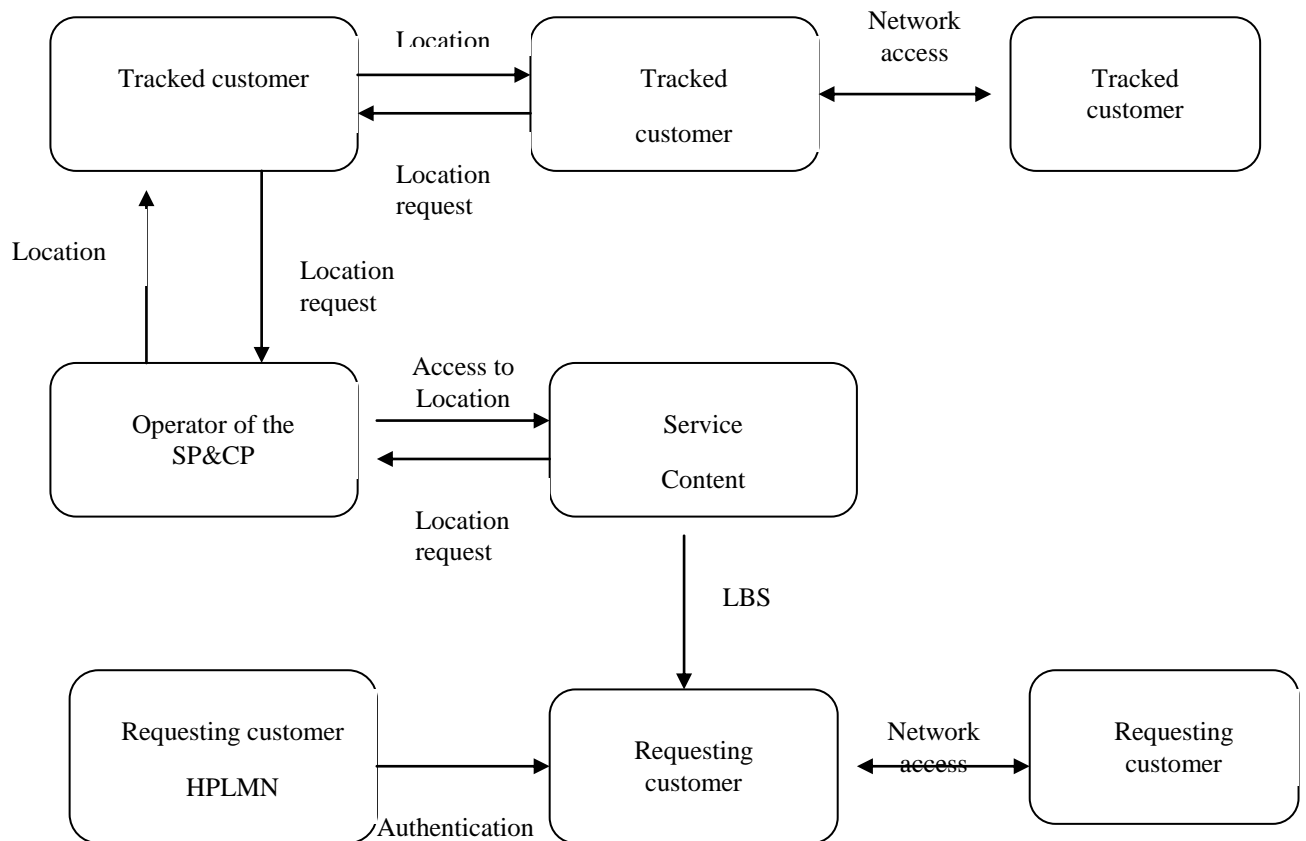 Location
Network
access
Tracked customer
Tracked
customer
Tracked
customer
Location
request
Location
Location
request
Access to
Location
Operator of the
SP&CP
Service
Content
Location
request
LBS
Requesting customer
HPLMN
Requesting
customer
Network
access
Requesting
customer
Authentication